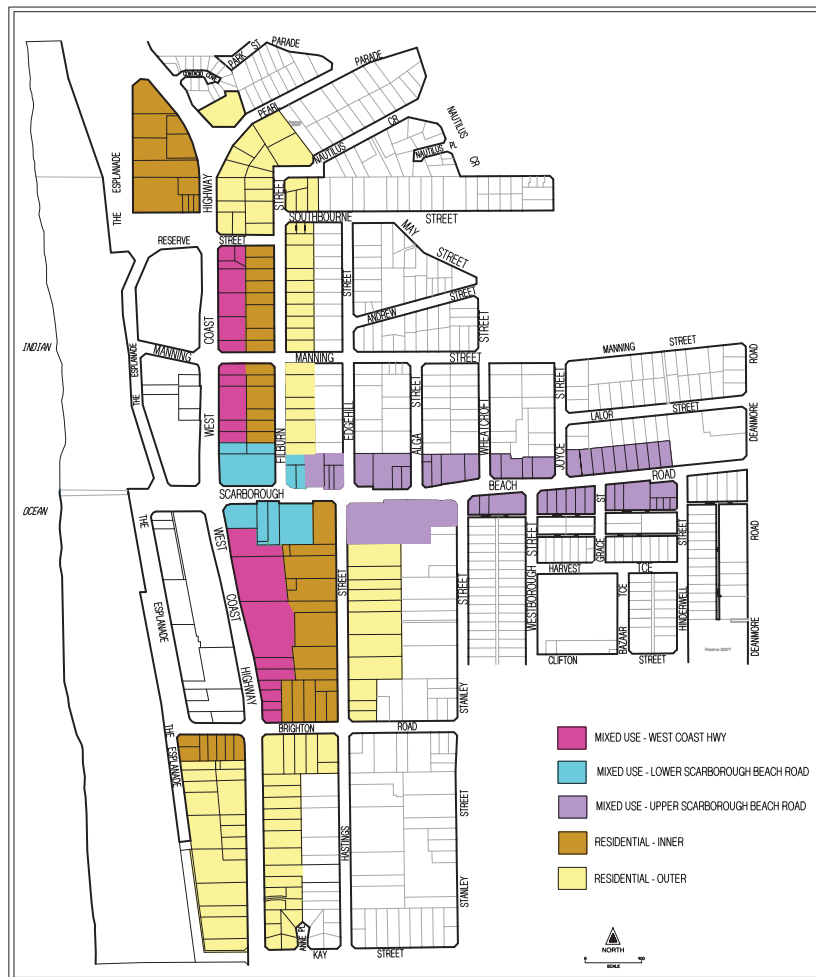 PARK ST
PARADE
PEARL
PARADE
NAUTILUS
CR
NAUTILUS
NAUTILUS PL
CR
THE ESPLANADE
HIGHWAY
STREET
SOUTHBOURNE
STREET
RESERVE
STREET
MAY
STREET
STREET
ANDREW
STREET
STREET
COAST
INDIAN
MANNING
MANNING
STREET
MANNING
STREET
ROAD
THE ESPLANADE
WEST
FILBURN
EDGEHILL
ALGA
STREET
WHEATCROFT
STREET
JOYCE
LALOR
STREET
DEANMORE
SCARBOROUGH
BEACH
ROAD
OCEAN
THE
ESPLANADE
WEST
COAST
HIGHWAY
STREET
STREET
STREET
WESTBOROUGH
ST
GRACE
HARVEST
TCE
TCE
BAZAAR
STREET
HINDERWELL
ROAD
DEANMORE
CLIFTON
STREET
Reserve 38277
STANLEY
BRIGHTON
ROAD
THE
ESPLANADE
HASTINGS
STREET
STANLEY
ANNE PL
KAY
STREET
MIXED USE - WEST COAST HWY
MIXED USE - LOWER SCARBOROUGH BEACH ROAD
MIXED USE - UPPER SCARBOROUGH BEACH ROAD
RESIDENTIAL - INNER
RESIDENTIAL - OUTER
NORTH
0
SCALE